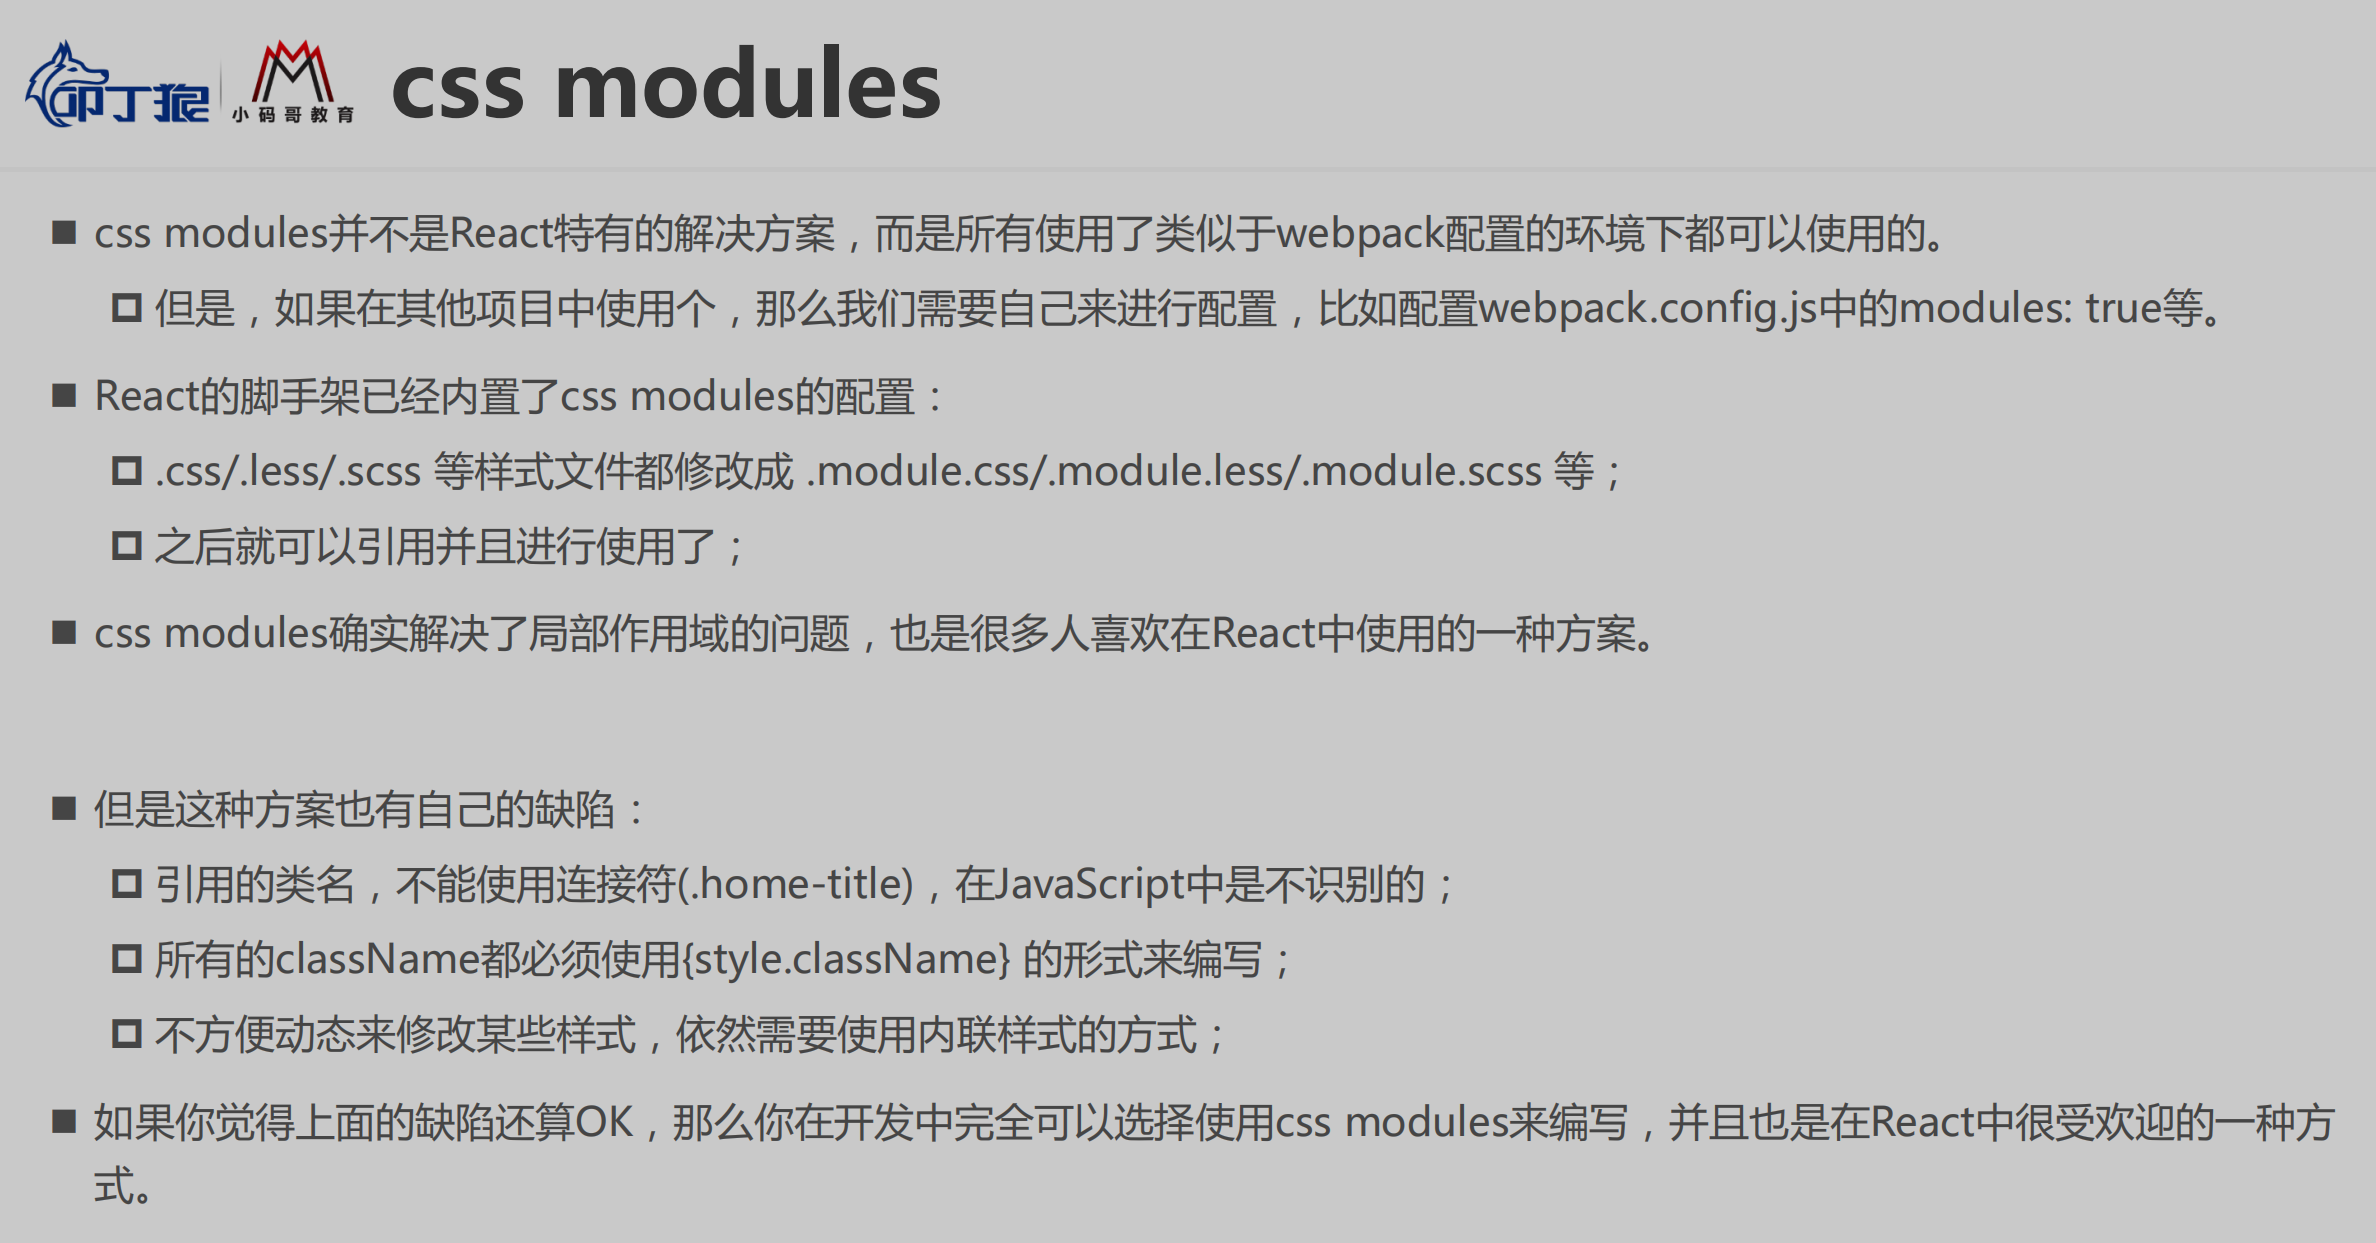 叩丁狼
小码哥教育
css modules
css modules并不是React特有的解决方案，而是所有使用了类似于webpack配置的环境下都可以使用的。
但是，如果在其他项目中使用个，那么我们需要自己来进行配置，比如配置webpack.config.js中的modules: true等。
React的脚手架已经内置了css modules的配置：
.css/.less/.scss 等样式文件都修改成 .module.css/.module.less/.module.scss 等；
之后就可以引用并且进行使用了；
css modules确实解决了局部作用域的问题，也是很多人喜欢在React中使用的一种方案。
但是这种方案也有自己的缺陷：
引用的类名，不能使用连接符(.home-title)，在JavaScript中是不识别的；
所有的className都必须使用{style.className} 的形式来编写；
不方便动态来修改某些样式，依然需要使用内联样式的方式；
如果你觉得上面的缺陷还算OK，那么你在开发中完全可以选择使用css modules来编写，并且也是在React中很受欢迎的一种方
式。